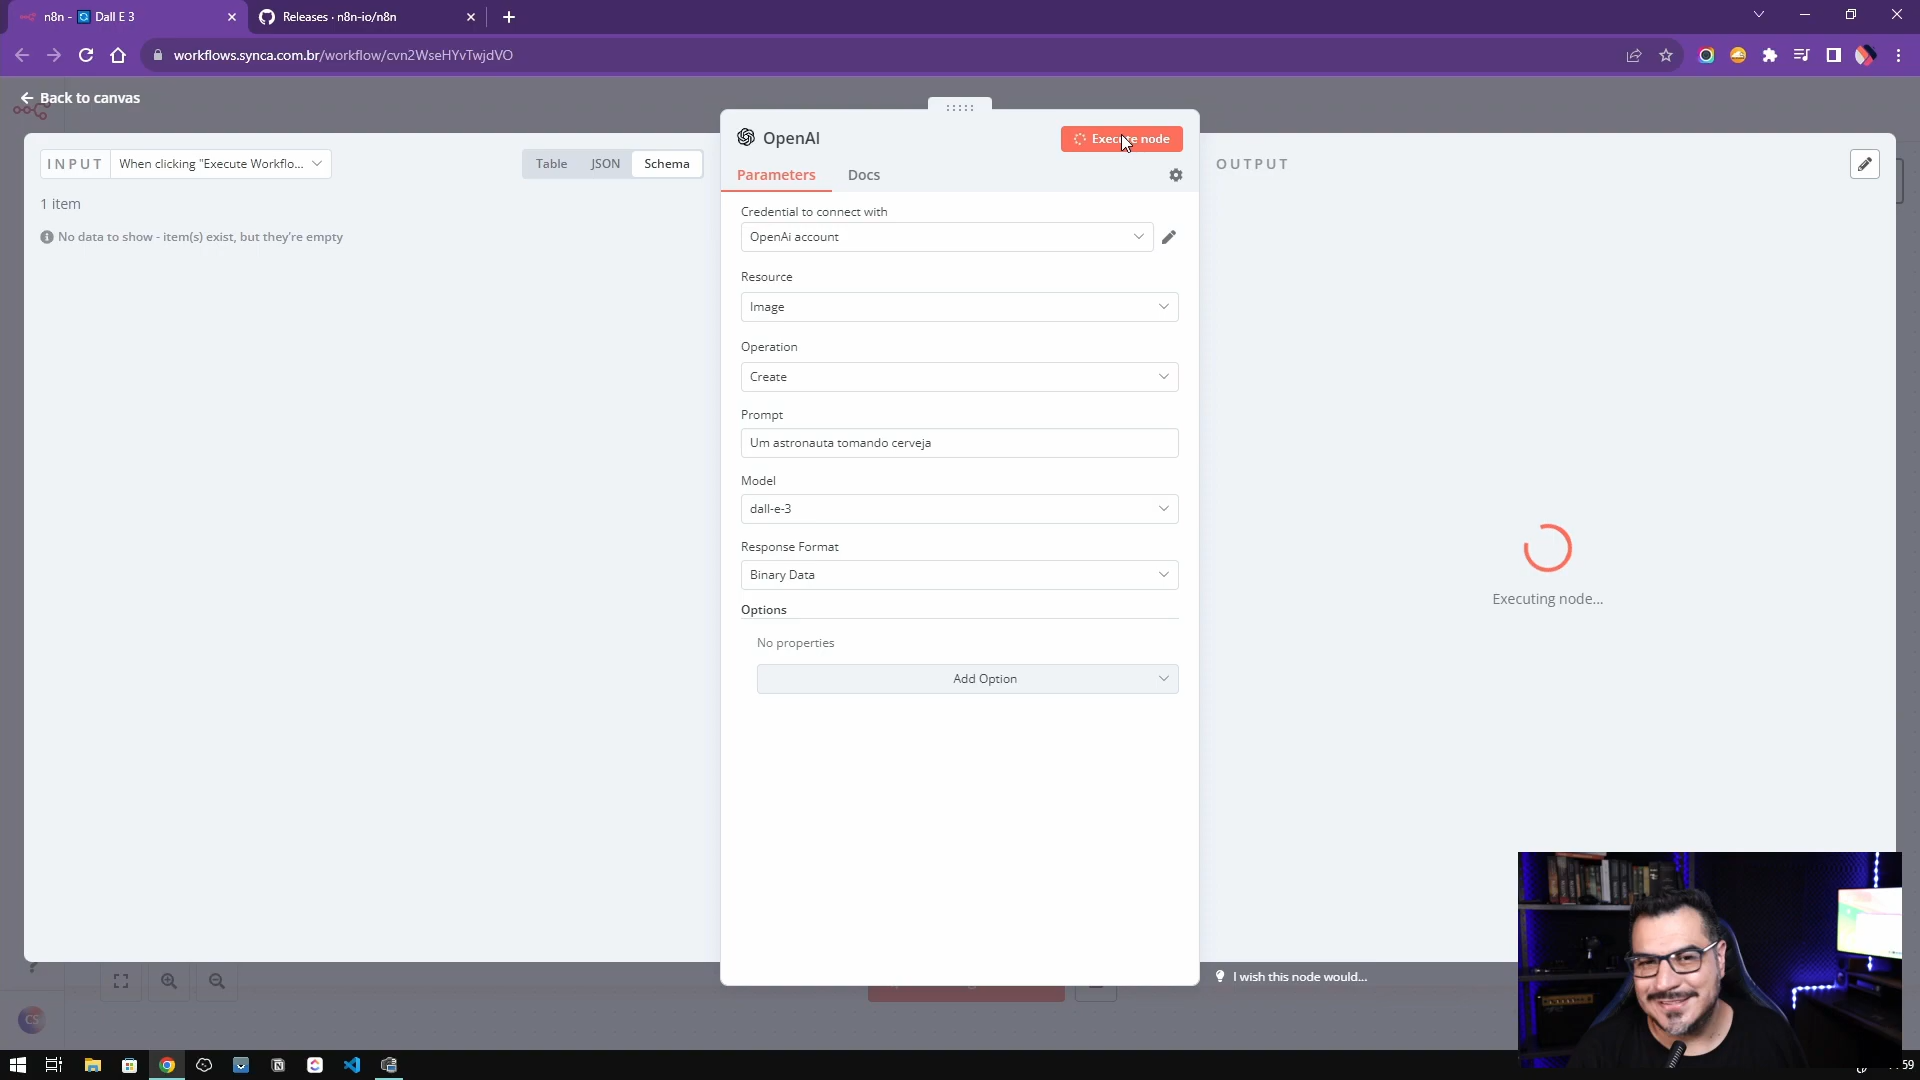 n8n - Dall E 3
Releases · n8n-io/n8n
workflows.synca.com.br/workflow/cvn2WseHYvTwjdVO
Back to canvas
INPUT
When clicking "Execute Workflo...
Table
JSON
Schema
1 item
No data to show - item(s) exist, but they're empty
OpenAI
Execute node
Parameters
Docs
Credential to connect with
OpenAi account
Resource
Image
Operation
Create
Prompt
Um astronauta tomando cerveja
Model
dall-e-3
Response Format
Binary Data
Options
No properties
Add Option
OUTPUT
Executing node...
I wish this node would...
CS